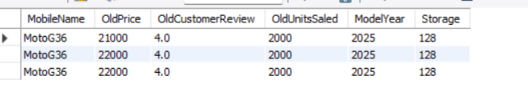 MobileName OldPrice OldCustomerReview OldUnitsSaled ModelYear Storage
MotoG36 21000 4.0 2000 2025 128
MotoG36 22000 4.0 2000 2025 128
MotoG36 22000 4.0 2000 2025 128